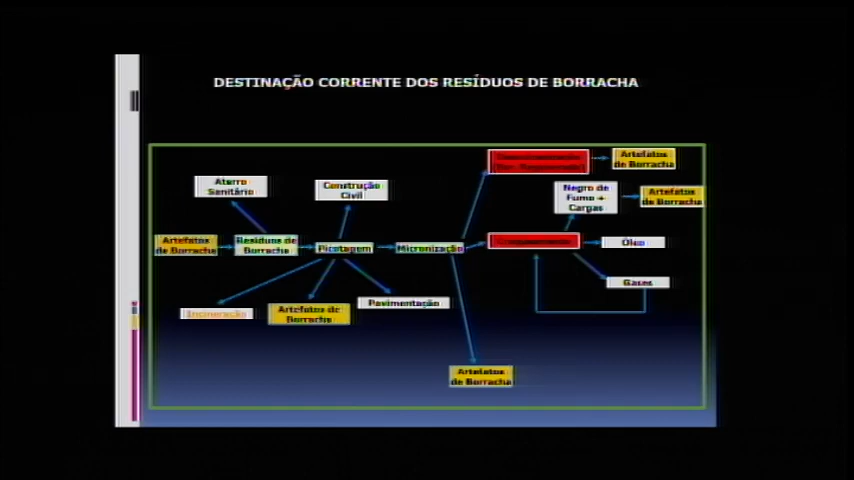 DESTINAÇÃO CORRENTE DOS RESÍDUOS DE BORRACHA
Artefatos
de Borracha
Aterro
Sanitário
Construção
Civil
Negro de
Fumo +
Cargas
Artefatos
de Borracha
Artefatos
de Borracha
Resíduos de
Borracha
Picotagem
Micronização
Óleo
Gases
Incineração
Artefatos de
Borracha
Pavimentação
Artefatos
de Borracha